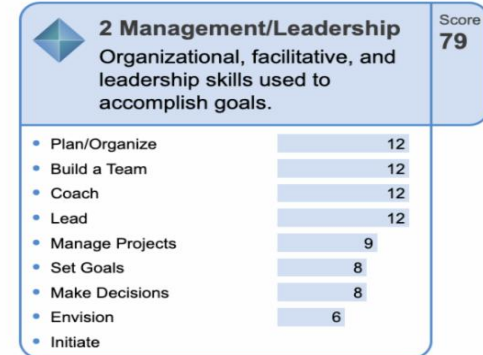 2 Management/Leadership
Score
79
Organizational, facilitative, and
leadership skills used to
accomplish goals.
• Plan/Organize 12
• Build a Team 12
• Coach 12
• Lead 12
• Manage Projects 9
• Set Goals 8
• Make Decisions 8
• Envision 6
• Initiate